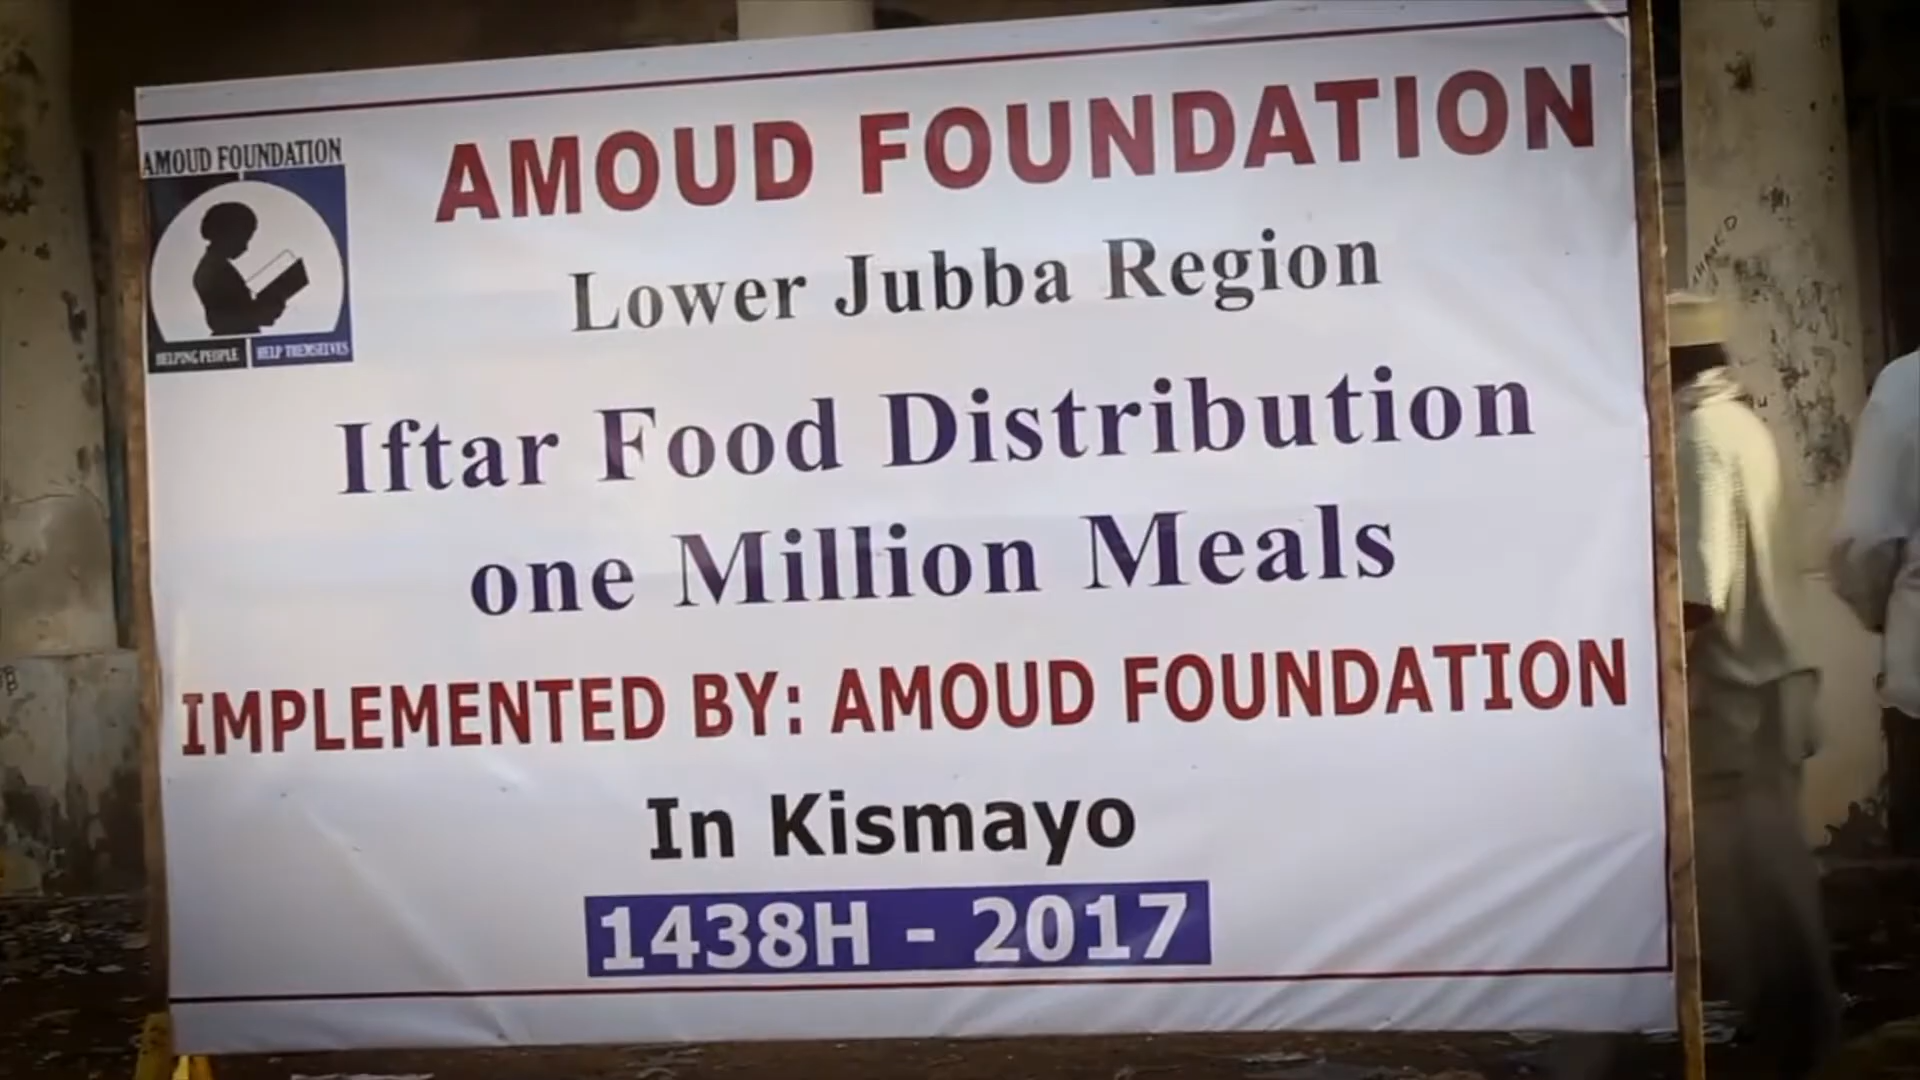 AMOUD FOUNDATION
AMOUD FOUNDATION
HELPING PEOPLE HELP THEMSELVES
Lower Jubba Region
Iftar Food Distribution
one Million Meals
IMPLEMENTED BY: AMOUD FOUNDATION
In Kismayo
1438H - 2017